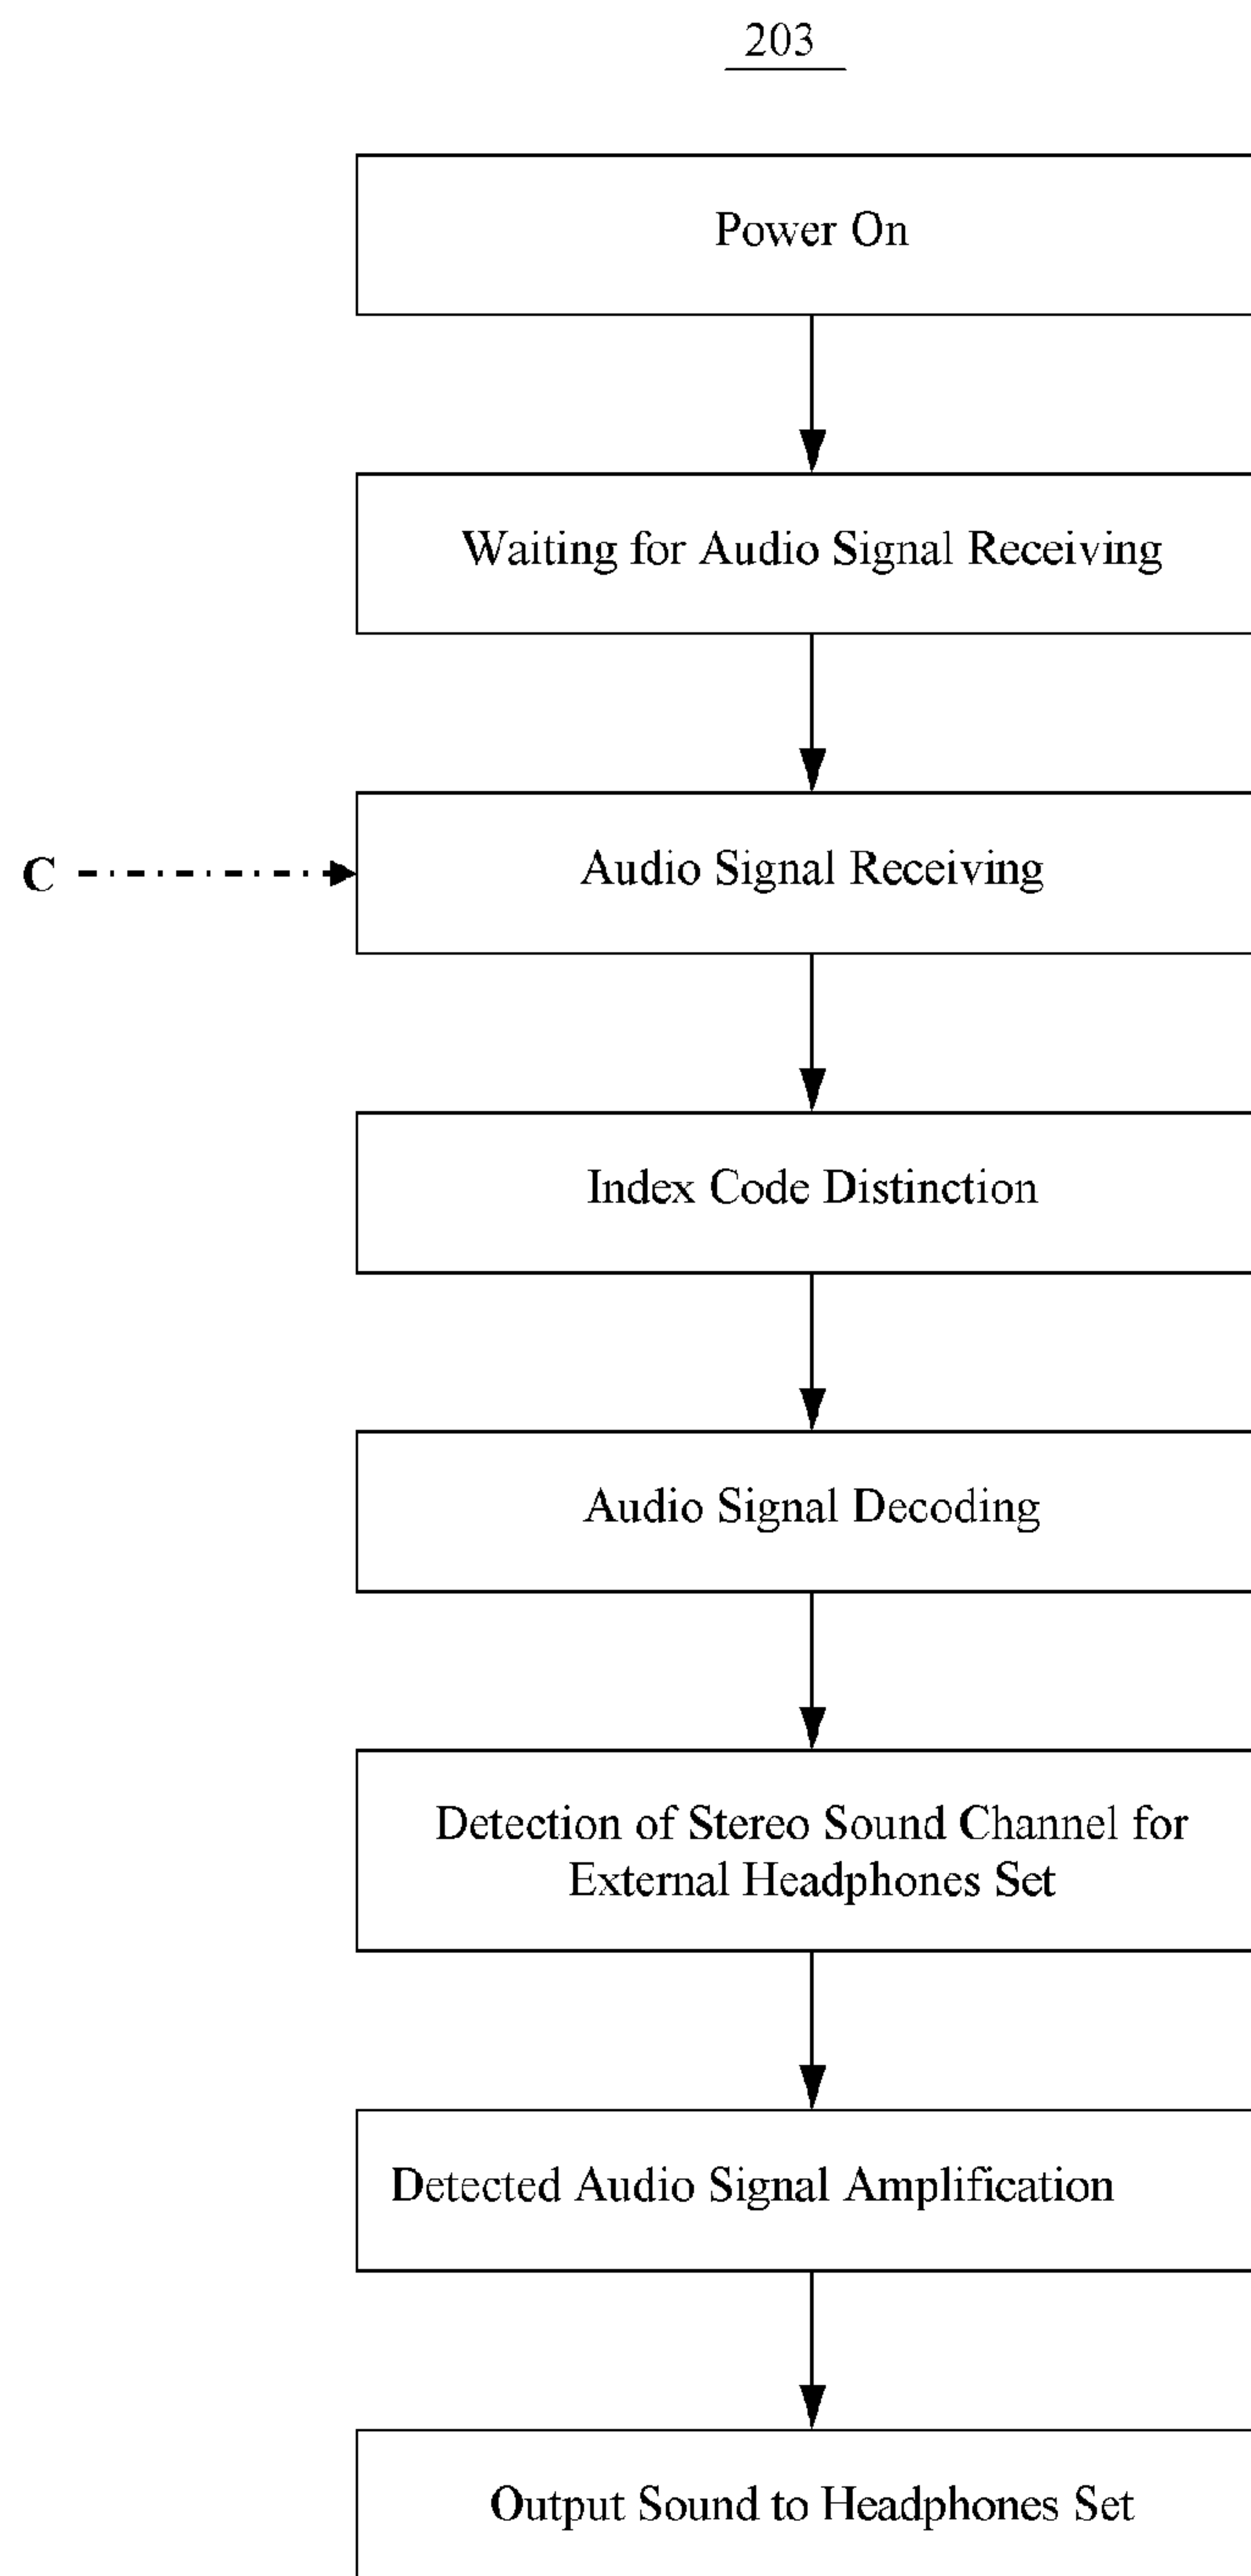 203
Power On
Waiting for Audio Signal Receiving
C
Audio Signal Receiving
Index Code Distinction
Audio Signal Decoding
Detection of Stereo Sound Channel for
External Headphones Set
Detected Audio Signal Amplification
Output Sound to Headphones Set